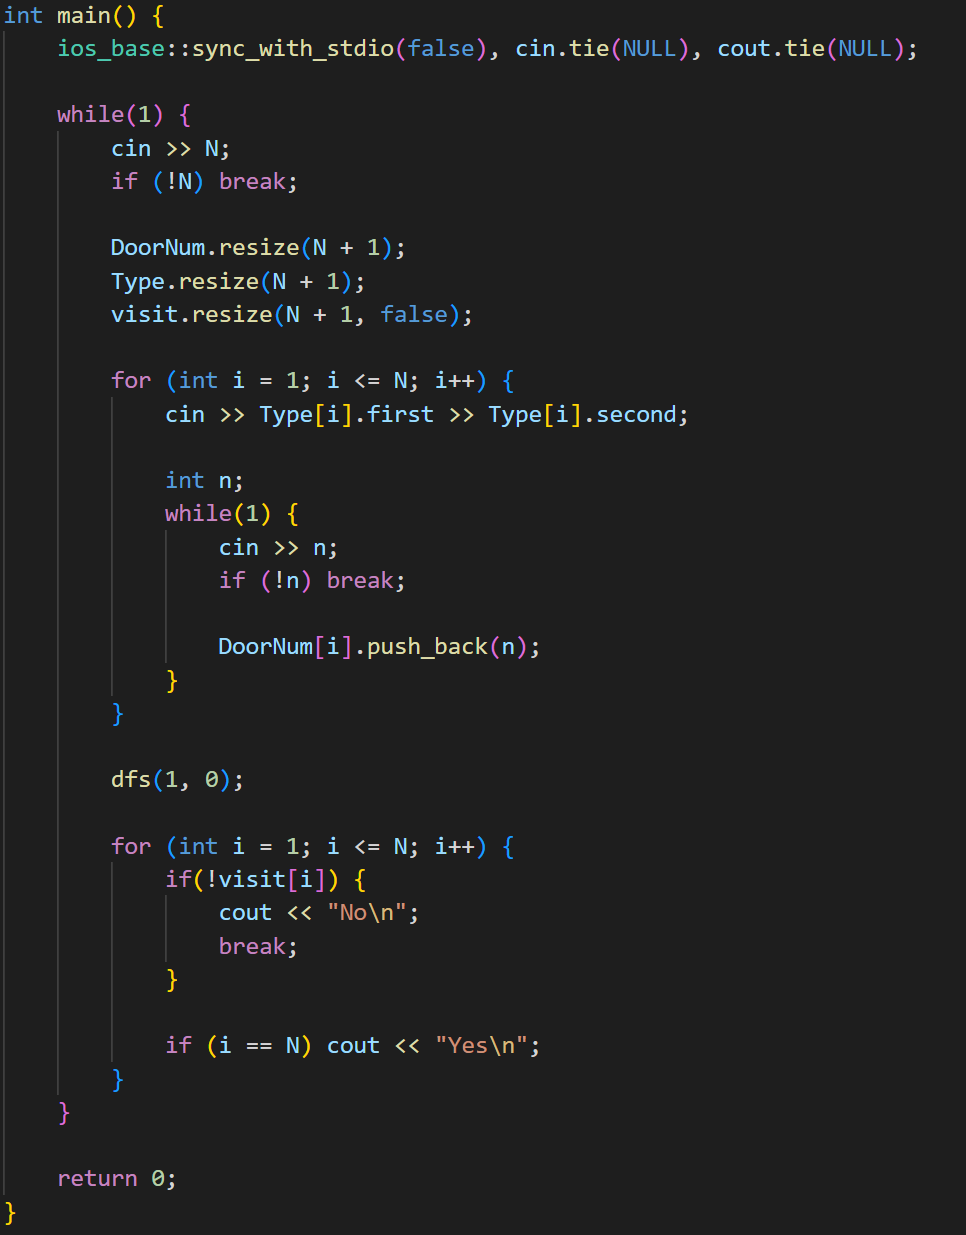 int main() {
    ios_base::sync_with_stdio(false), cin.tie(NULL), cout.tie(NULL);

    while(1) {
        cin >> N;
        if (!N) break;

        DoorNum.resize(N + 1);
        Type.resize(N + 1);
        visit.resize(N + 1, false);

        for (int i = 1; i <= N; i++) {
            cin >> Type[i].first >> Type[i].second;

            int n;
            while(1) {
                cin >> n;
                if (!n) break;

                DoorNum[i].push_back(n);
            }
        }

        dfs(1, 0);

        for (int i = 1; i <= N; i++) {
            if(!visit[i]) {
                cout << "No\n";
                break;
            }

            if (i == N) cout << "Yes\n";
        }
    }

    return 0;
}